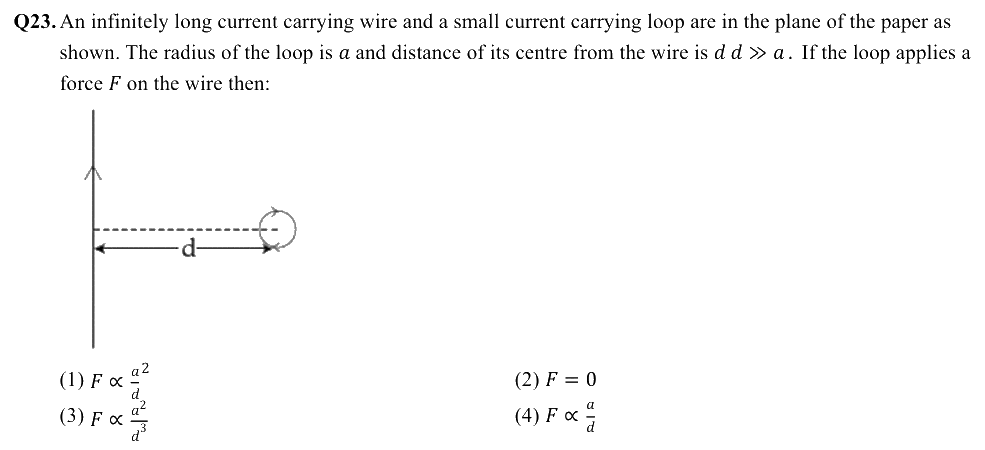 Q23. An infinitely long current carrying wire and a small current carrying loop are in the plane of the paper as
shown. The radius of the loop is a and distance of its centre from the wire is d d ≫ a. If the loop applies a
force F on the wire then:
d
(1) F ∝ a²/d
(2) F = 0
(3) F ∝ a²/d³
(4) F ∝ a/d